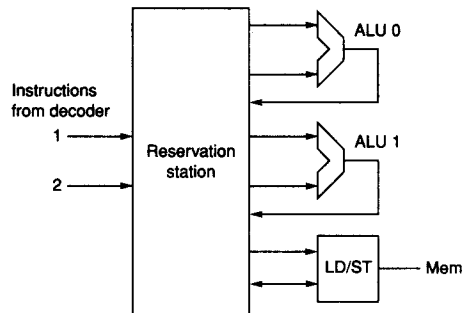 ALU 0
Instructions
from decoder
1
ALU 1
Reservation
station
2
LD/ST
Mem